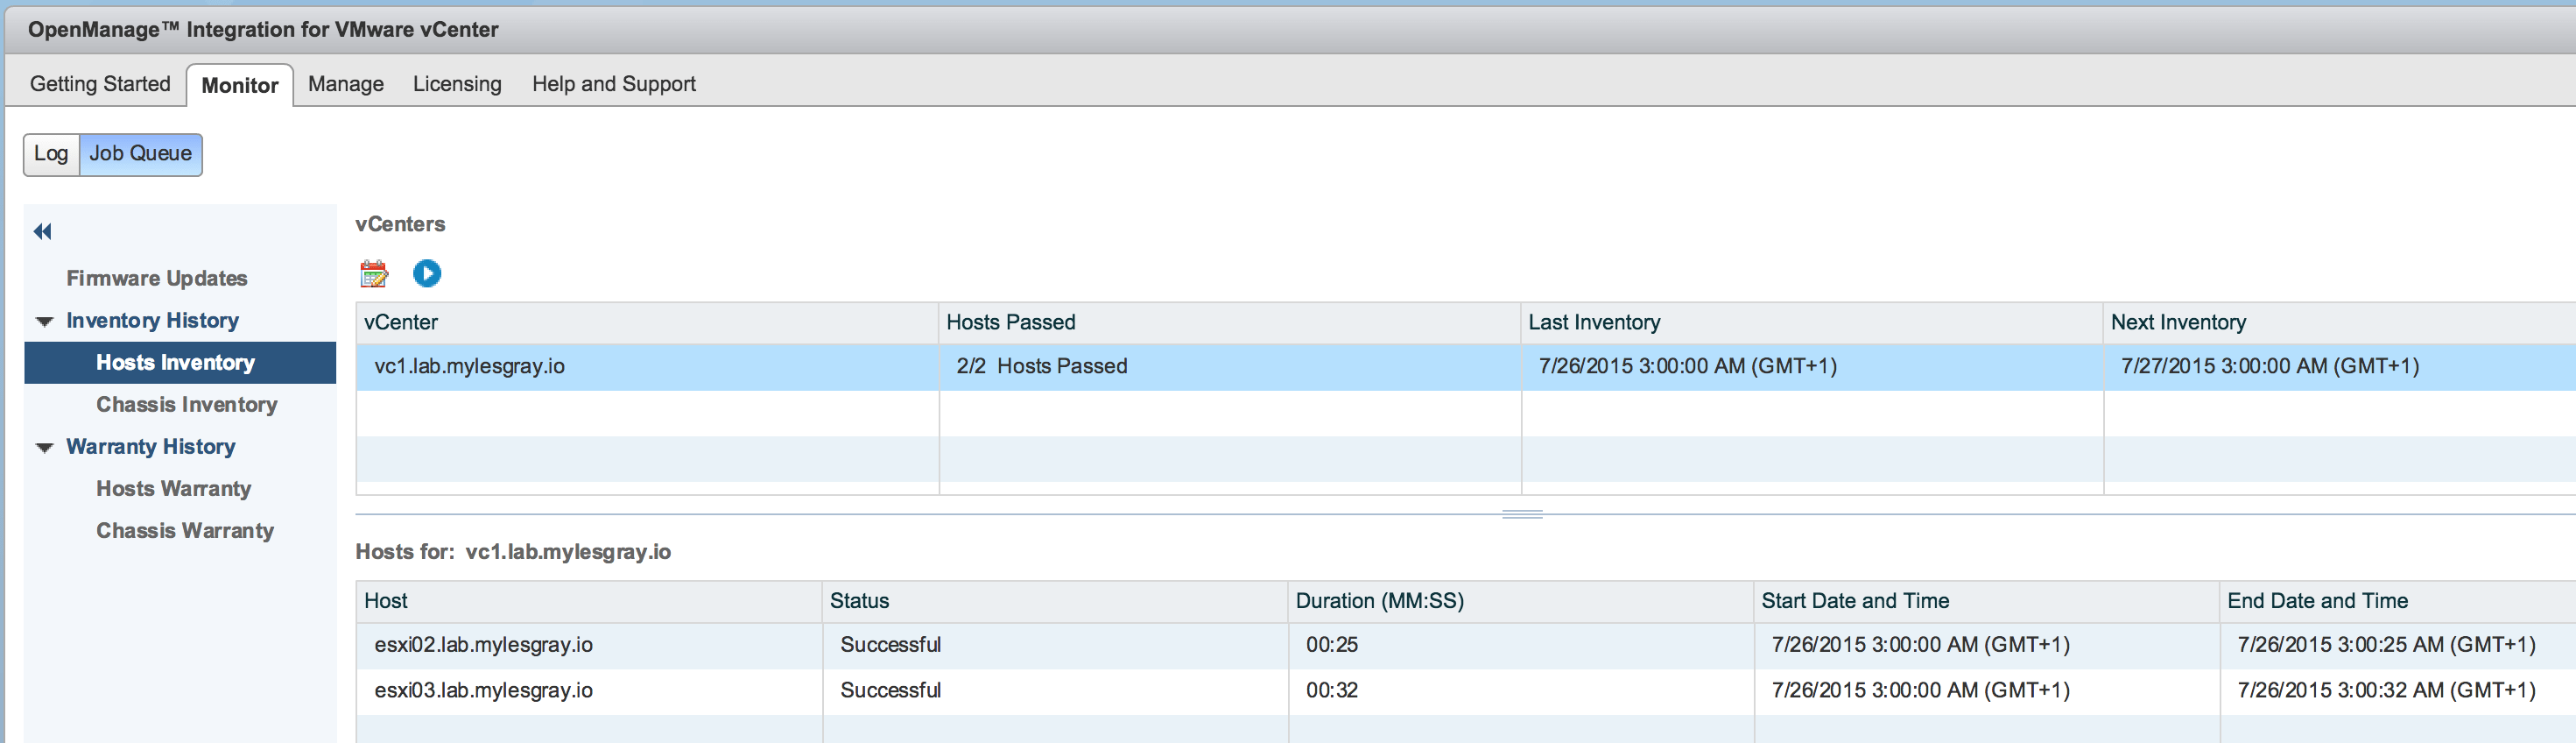 OpenManage™ Integration for VMware vCenter
Getting Started Monitor Manage Licensing Help and Support
Log Job Queue
Firmware Updates
Inventory History
Hosts Inventory
Chassis Inventory
Warranty History
Hosts Warranty
Chassis Warranty
vCenters
vCenter Hosts Passed Last Inventory Next Inventory
vc1.lab.mylesgray.io 2/2 Hosts Passed 7/26/2015 3:00:00 AM (GMT+1) 7/27/2015 3:00:00 AM (GMT+1)
Hosts for: vc1.lab.mylesgray.io
Host Status Duration (MM:SS) Start Date and Time End Date and Time
esxi02.lab.mylesgray.io Successful 00:25 7/26/2015 3:00:00 AM (GMT+1) 7/26/2015 3:00:25 AM (GMT+1)
esxi03.lab.mylesgray.io Successful 00:32 7/26/2015 3:00:00 AM (GMT+1) 7/26/2015 3:00:32 AM (GMT+1)